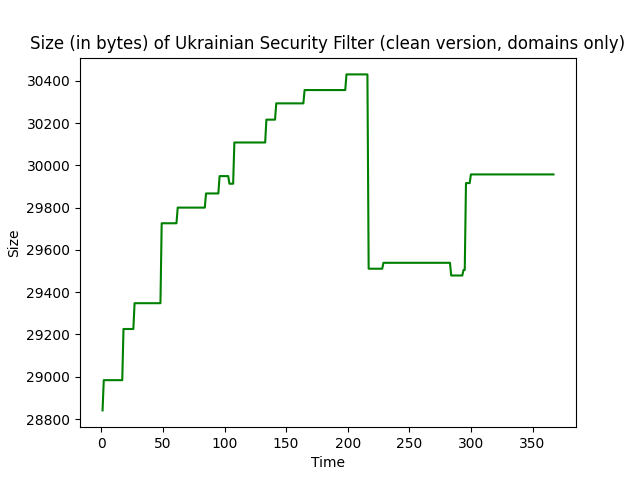 Size (in bytes) of Ukrainian Security Filter (clean version, domains only)
30400
30200
30000
29800
29600
29400
29200
29000
28800
Size
0 50 100 150 200 250 300 350
Time